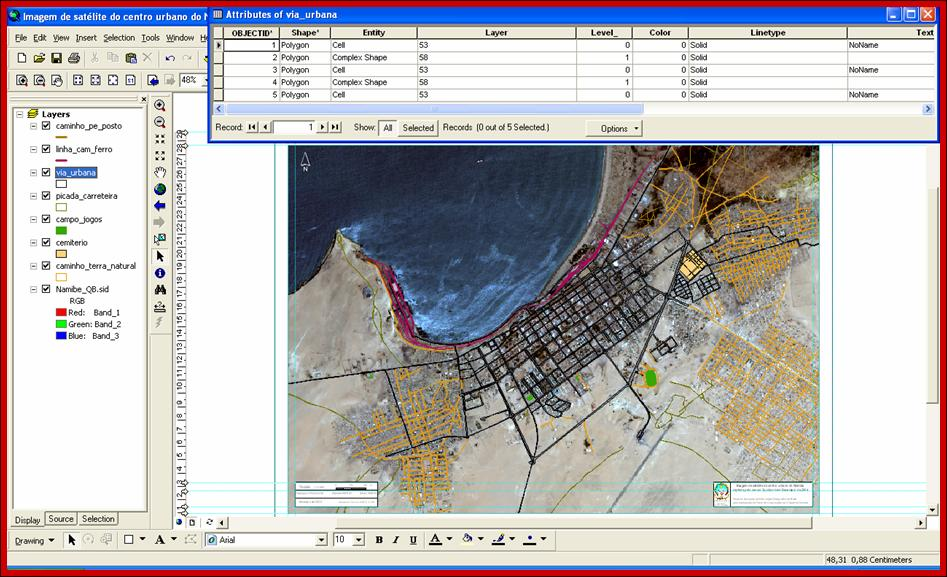 Imagem de satélite do centro urbano do N
Attributes of via_urbana
OBJECTID* Shape* Entity Layer Level_ Color Linetype Text
1 Polygon Cell 53 0 0 Solid NoName
2 Polygon Complex Shape 58 1 0 Solid
3 Polygon Cell 53 0 0 Solid NoName
4 Polygon Complex Shape 58 1 0 Solid
5 Polygon Cell 53 0 0 Solid NoName
Record: 1 Show: All Selected Records (0 out of 5 Selected.) Options
File Edit View Insert Selection Tools Window H
48%
Layers
caminho_pe_posto
linha_cam_ferro
via_urbana
picada_carreteira
campo_jogos
cemiterio
caminho_terra_natural
Namibe_QB.sid
RGB
Red: Band_1
Green: Band_2
Blue: Band_3
N
Display Source Selection
Drawing A Arial 10 B I U A
48,31 0,88 Centimeters